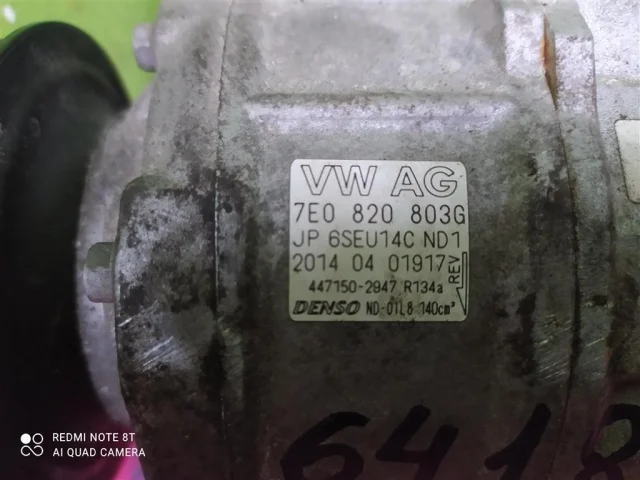 VW AG
7E0 820 803G
JP 6SEU14C ND1
2014 04 01917
REV
447150-2947 R134a
DENSO ND-OIL8 140cm³
6418
REDMI NOTE 8T
AI QUAD CAMERA